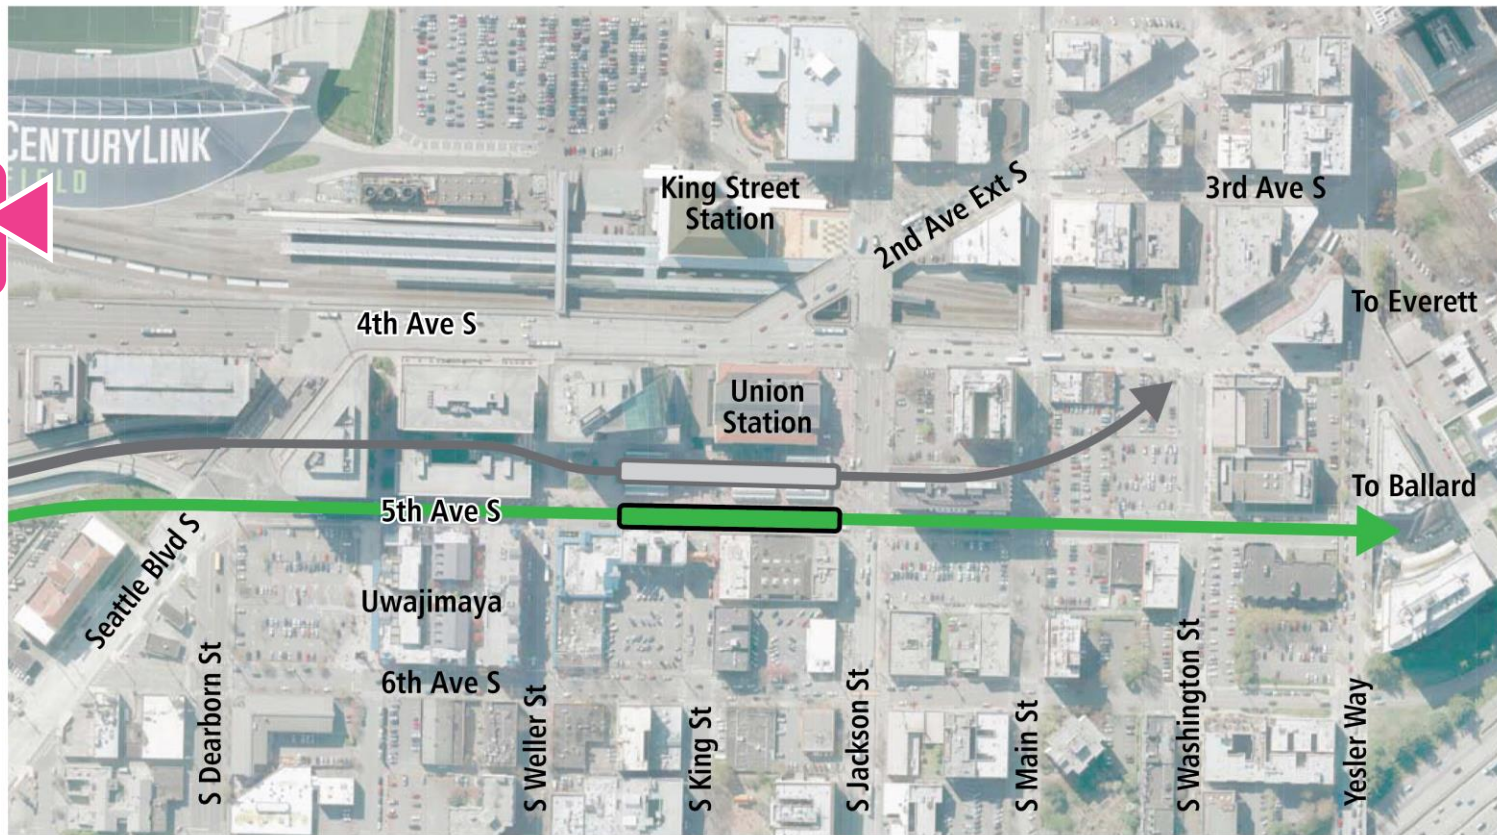 CENTURYLINK
FIELD
King Street
Station
2nd Ave Ext S
3rd Ave S
To Everett
4th Ave S
Union
Station
To Ballard
5th Ave S
Seattle Blvd S
Uwajimaya
6th Ave S
S Dearborn St
S Weller St
S King St
S Jackson St
S Main St
S Washington St
Yesler Way